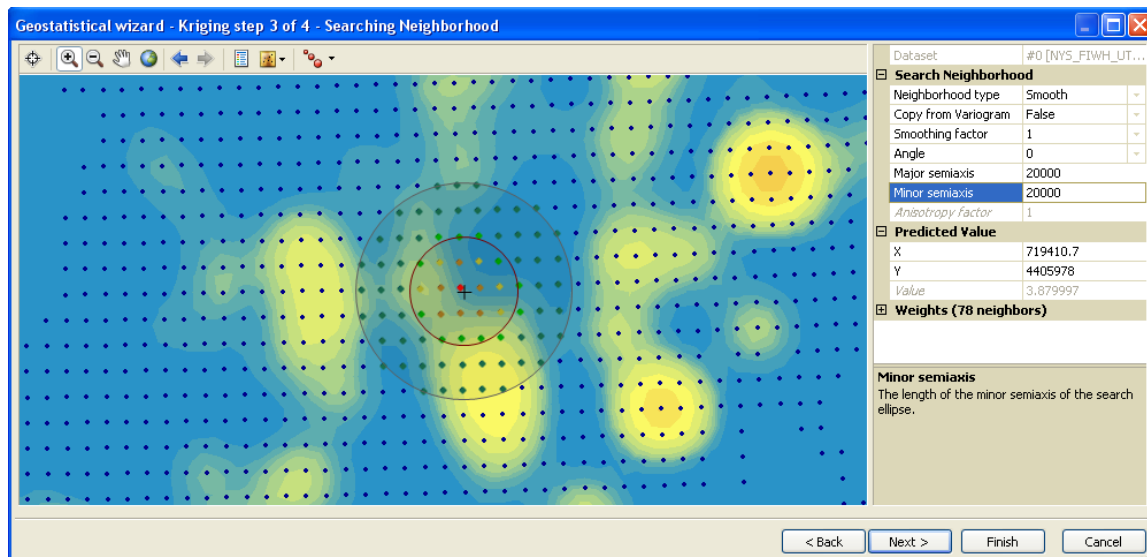 Geostatistical wizard - Kriging step 3 of 4 - Searching Neighborhood
Dataset #0 [NYS_FIWH_UT...
Search Neighborhood
Neighborhood type Smooth
Copy from Variogram False
Smoothing factor 1
Angle 0
Major semiaxis 20000
Minor semiaxis 20000
Anisotropy factor 1
Predicted Value
X 719410.7
Y 4405978
Value 3.879997
Weights (78 neighbors)
Minor semiaxis
The length of the minor semiaxis of the search
ellipse.
< Back Next > Finish Cancel